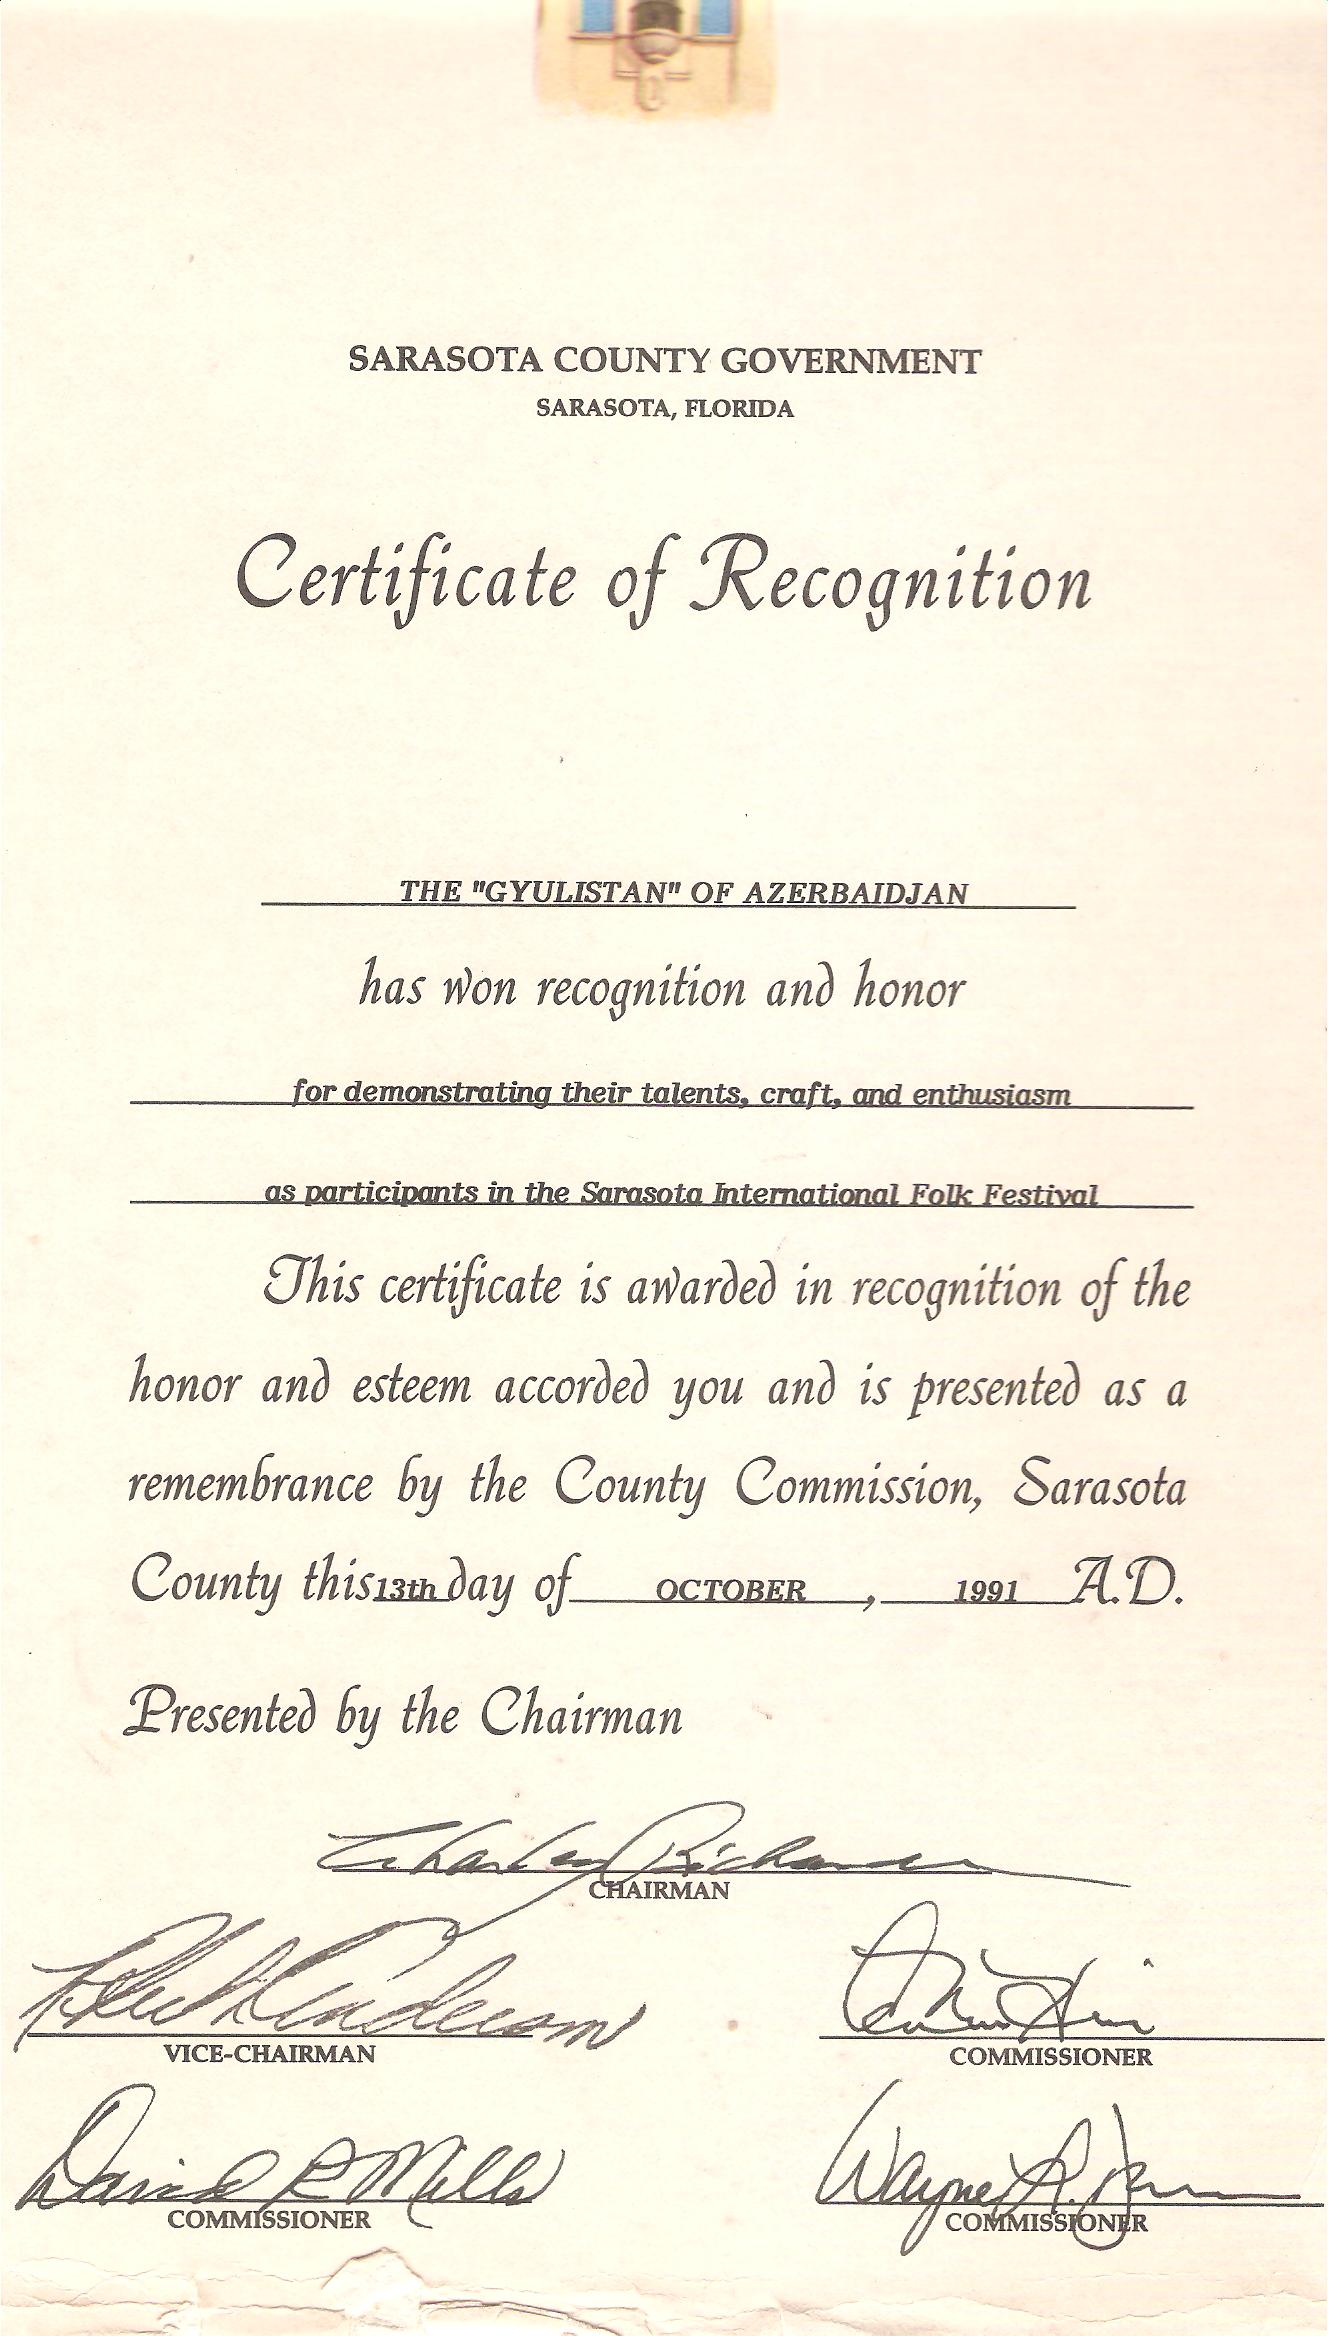 SARASOTA COUNTY GOVERNMENT
SARASOTA, FLORIDA
Certificate of Recognition
THE "GYULISTAN" OF AZERBAIDJAN
has won recognition and honor
for demonstrating their talents, craft, and enthusiasm
as participants in the Sarasota International Folk Festival
This certificate is awarded in recognition of the
honor and esteem accorded you and is presented as a
remembrance by the County Commission, Sarasota
County this 13th day of OCTOBER, 1991 A.D.
Presented by the Chairman
CHAIRMAN
VICE-CHAIRMAN
COMMISSIONER
David R Mills
Wayne L.
COMMISSIONER
COMMISSIONER